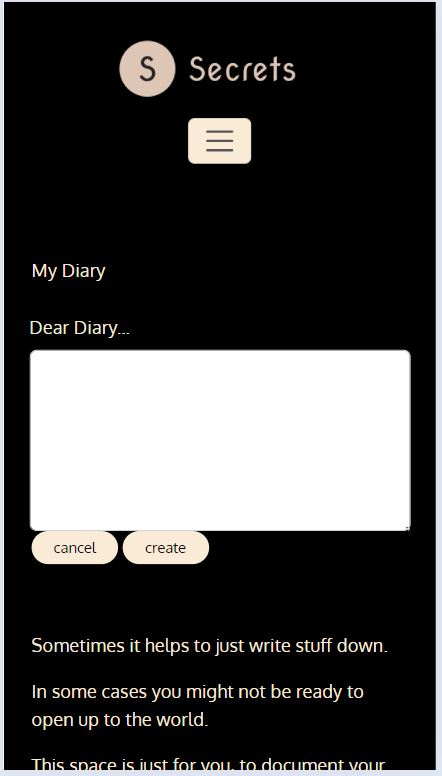 S Secrets
My Diary
Dear Diary...
cancel create
Sometimes it helps to just write stuff down.
In some cases you might not be ready to
open up to the world.
This space is just for you, to document your